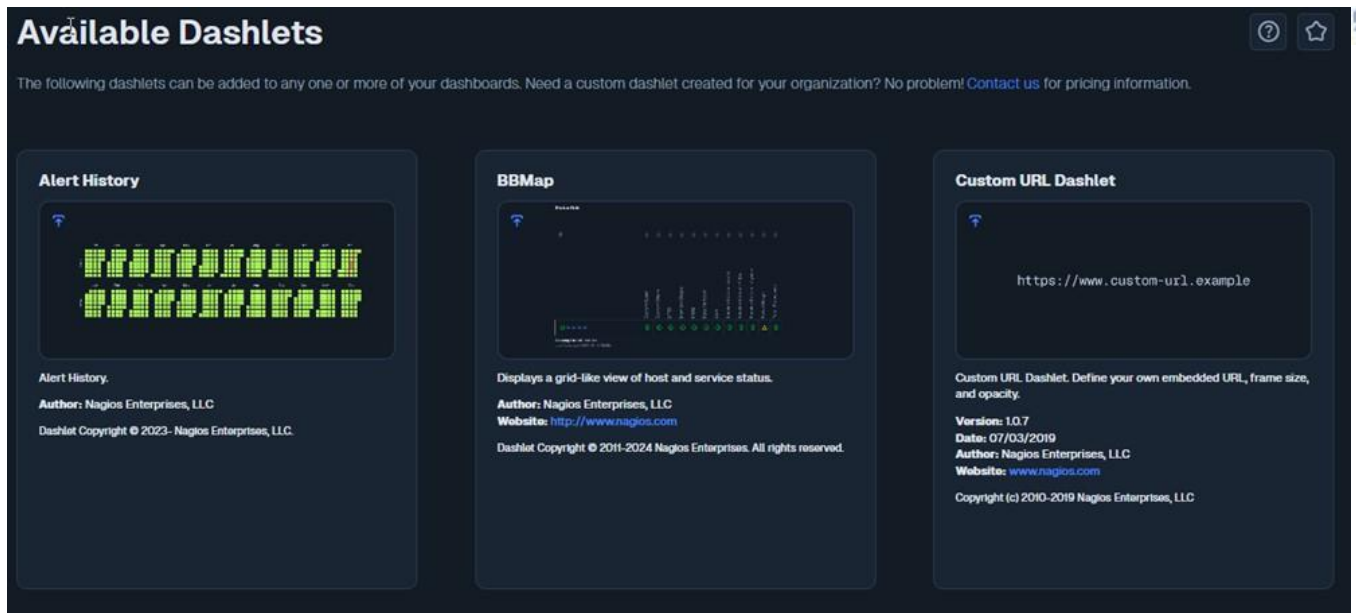 Available Dashlets
The following dashlets can be added to any one or more of your dashboards. Need a custom dashlet created for your organization? No problem! Contact us for pricing information.
Alert History
Alert History.
Author: Nagios Enterprises, LLC
Dashlet Copyright © 2023- Nagios Enterprises, LLC.
BBMap
Displays a grid-like view of host and service status.
Author: Nagios Enterprises, LLC
Website: http://www.nagios.com
Dashlet Copyright © 2011-2024 Nagios Enterprises. All rights reserved.
Custom URL Dashlet
https://www.custom-url.example
Custom URL Dashlet. Define your own embedded URL, frame size,
and opacity.
Version: 1.0.7
Date: 07/03/2019
Author: Nagios Enterprises, LLC
Website: www.nagios.com
Copyright (c) 2010-2019 Nagios Enterprises, LLC